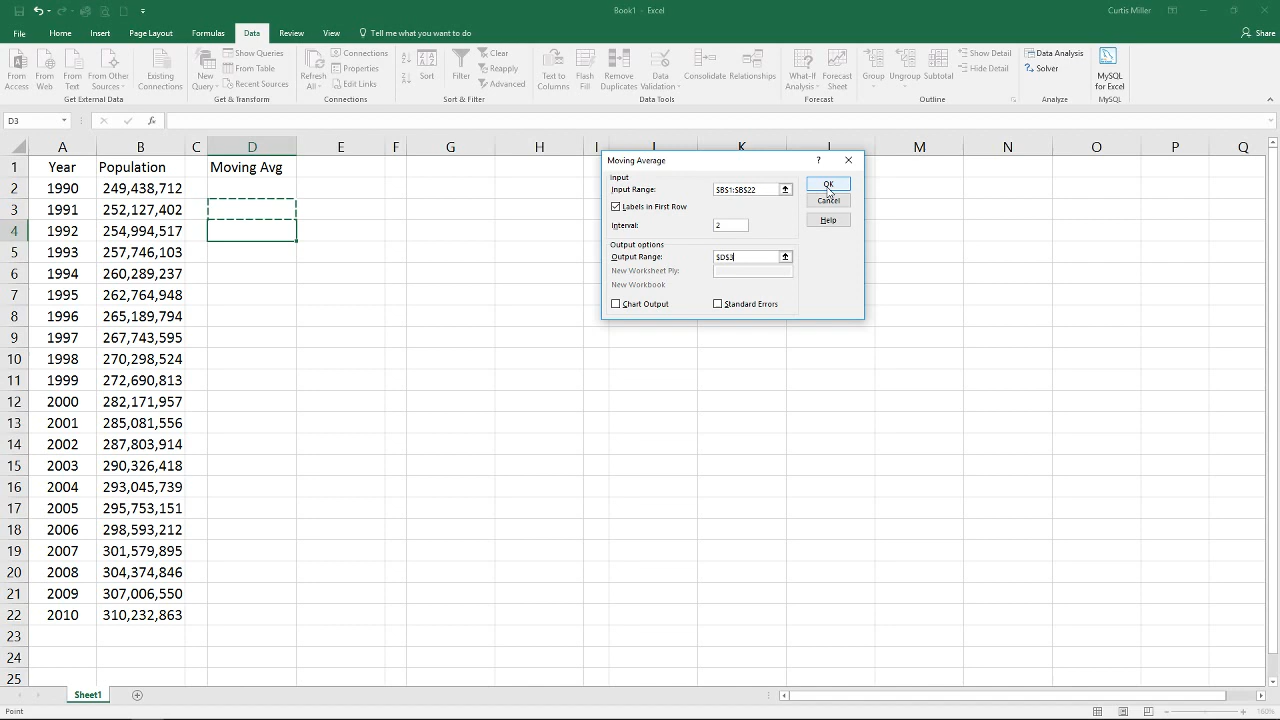 Book1 - Excel
Curtis Miller
File Home Insert Page Layout Formulas Data Review View Tell me what you want to do Share
From Access
From Web
From Text
From Other Sources
Existing Connections
Get External Data
New Query
Show Queries
From Table
Recent Sources
Get & Transform
Refresh All
Connections
Properties
Edit Links
Connections
Sort
Filter
Clear
Reapply
Advanced
Sort & Filter
Text to Columns
Flash Fill
Remove Duplicates
Data Validation
Consolidate
Relationships
Data Tools
What-If Analysis
Forecast Sheet
Forecast
Group
Ungroup
Subtotal
Show Detail
Hide Detail
Outline
Data Analysis
Solver
Analyze
MySQL for Excel
MySQL
D3 fx
A B C D E F G H I J K L M N O P Q
1 Year Population Moving Avg
2 1990 249,438,712
3 1991 252,127,402
4 1992 254,994,517
5 1993 257,746,103
6 1994 260,289,237
7 1995 262,764,948
8 1996 265,189,794
9 1997 267,743,595
10 1998 270,298,524
11 1999 272,690,813
12 2000 282,171,957
13 2001 285,081,556
14 2002 287,803,914
15 2003 290,326,418
16 2004 293,045,739
17 2005 295,753,151
18 2006 298,593,212
19 2007 301,579,895
20 2008 304,374,846
21 2009 307,006,550
22 2010 310,232,863
23
24
25
Moving Average ?
Input
Input Range: $B$1:$B$22
Labels in First Row
Interval: 2
Output options
Output Range: $D$3
New Worksheet Ply:
New Workbook
Chart Output Standard Errors
OK
Cancel
Help
Sheet1
Point
160%